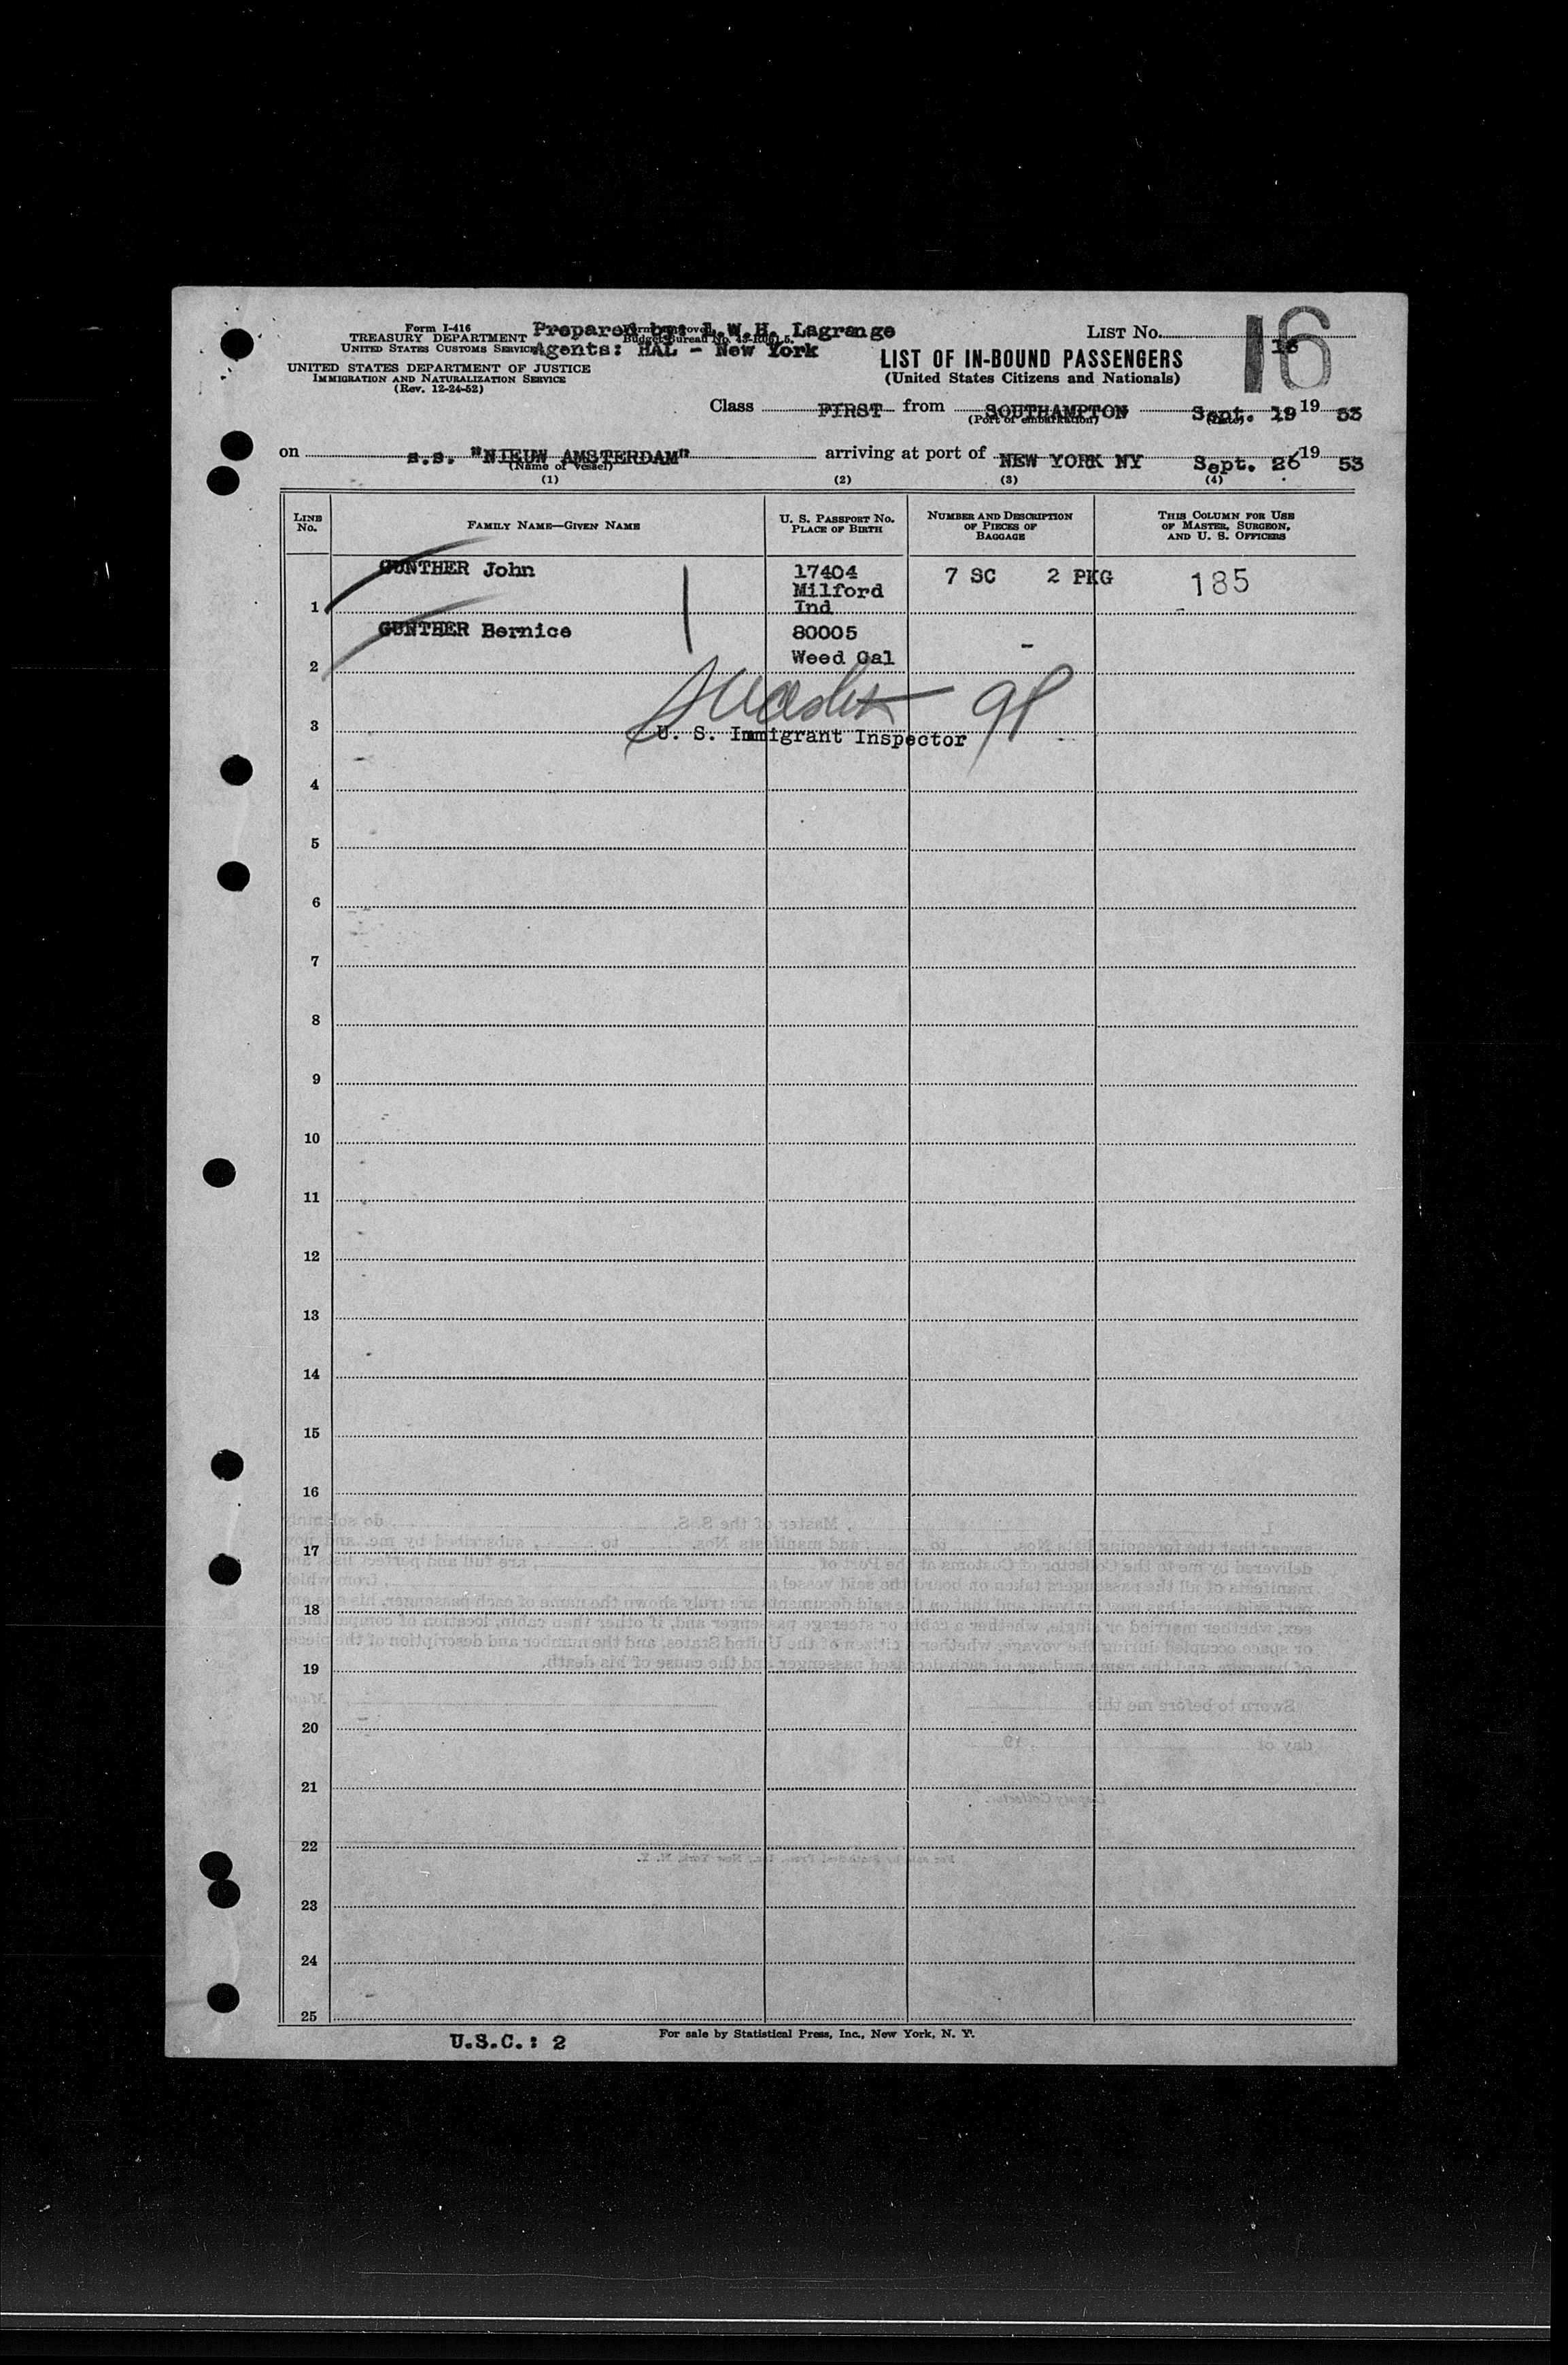 Form I-416
TREASURY DEPARTMENT
UNITED STATES CUSTOMS SERVICE
UNITED STATES DEPARTMENT OF JUSTICE
IMMIGRATION AND NATURALIZATION SERVICE
(Rev. 12-24-52)
Prepared by: L.W.H. Lagrange
Agents: HAL - New York
LIST NO. 16
16
LIST OF IN-BOUND PASSENGERS
(United States Citizens and Nationals)
Class FIRST from SOUTHAMPTON Sept. 19 19 53
(Port of embarkation) (Date)
on s.s. "NIEUW AMSTERDAM" arriving at port of NEW YORK NY Sept. 26 19 53
(Name of vessel)
(1) (2) (3) (4)
LINE NO. FAMILY NAME—GIVEN NAME U. S. PASSPORT NO. PLACE OF BIRTH NUMBER AND DESCRIPTION OF PIECES OF BAGGAGE THIS COLUMN FOR USE OF MASTER, SURGEON, AND U. S. OFFICERS
1 GUNTHER John 17404 Milford Ind 7 SC 2 PKG 185
2 GUNTHER Bernice 80005 Weed Cal -
98
3 U. S. Immigrant Inspector
4
5
6
7
8
9
10
11
12
13
14
15
16
17
18
19
20
21
22
23
24
25
U.S.C.: 2
For sale by Statistical Press, Inc., New York, N. Y.